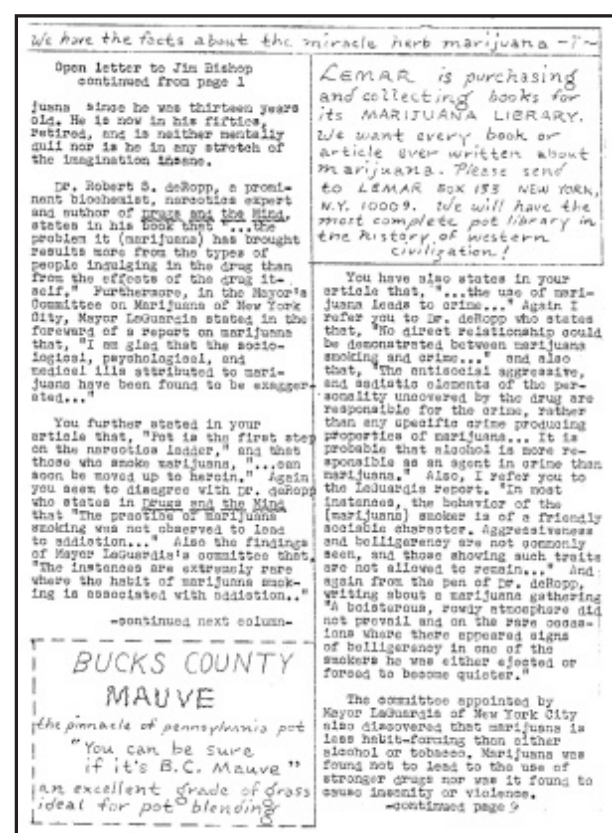 We have the facts about the miracle herb marijuana -7-
Open letter to Jim Bishop
continued from page 1
juana since he was thirteen years
old. He is now in his fifties,
retired, and is neither mentally
dull nor is he in any stretch of
the imagination insane.
Dr. Robert S. deRopp, a promi-
nent biochemist, narcotics expert
and author of Drugs and the Mind,
states in his book that "...the
problem it (marijuana) has brought
results more from the types of
people indulging in the drug than
from the effects of the drug it-
self." Furthermore, in the Mayor's
Committee on Marijuana of New York
City, Mayor LaGuardia stated in the
foreward of a report on marijuana
that, "I am glad that the socio-
logical, psychological, and
medical ills attributed to mari-
juana have been found to be exagger-
ated..."
You further stated in your
article that, "Pot is the first step
on the narcotics ladder," and that
those who smoke marijuana, "...can
soon be moved up to heroin." Again
you seem to disagree with Dr. deRopp
who states in Drugs and the Mind
that "The practice of marijuana
smoking was not observed to lead
to addiction..." Also the findings
of Mayor LaGuardia's committee that,
"The instances are extremely rare
where the habit of marijuana smok-
ing is associated with addiction.."
-continued next column-
BUCKS COUNTY
MAUVE
the pinnacle of pennsylvania pot
"You can be sure
if it's B.C. Mauve"
an excellent grade of grass
ideal for pot blending
LEMAR is purchasing
and collecting books for
its MARIJUANA LIBRARY.
We want every book or
article ever written about
marijuana. Please send
to LEMAR BOX 153 NEW YORK,
N.Y. 10009. We will have the
most complete pot library in
the history of western
civilization!
You have also states in your
article that, "...the use of mari-
juana leads to crime..." Again I
refer you to Dr. deRopp who states
that, "No direct relationship could
be demonstrated between marijuana
smoking and crime..." and also
that, "The antisocial aggressive,
and sadistic elements of the per-
sonality uncovered by the drug are
responsible for the crime, rather
than any specific crime producing
properties of marijuana... It is
probable that alcohol is more re-
sponsible as an agent in crime than
marijuana." Also, I refer you to
the LaGuardia report. "In most
instances, the behavior of the
(marijuana) smoker is of a friendly
sociable character. Aggressiveness
and belligerency are not commonly
seen, and those showing such traits
are not allowed to remain..." And
again from the pen of Dr. deRopp,
writing about a marijuana gathering
"A boisterous, rowdy atmosphere did
not prevail and on the rare occas-
ions where there appeared signs
of belligerency in one of the
smokers he was either ejected or
forced to become quieter."
The committee appointed by
Mayor LaGuardia of New York City
also discovered that marijuana is
less habit-forming than either
alcohol or tobacco. Marijuana was
found not to lead to the use of
stronger drugs nor was it found to
cause insanity or violence.
-continued page 9